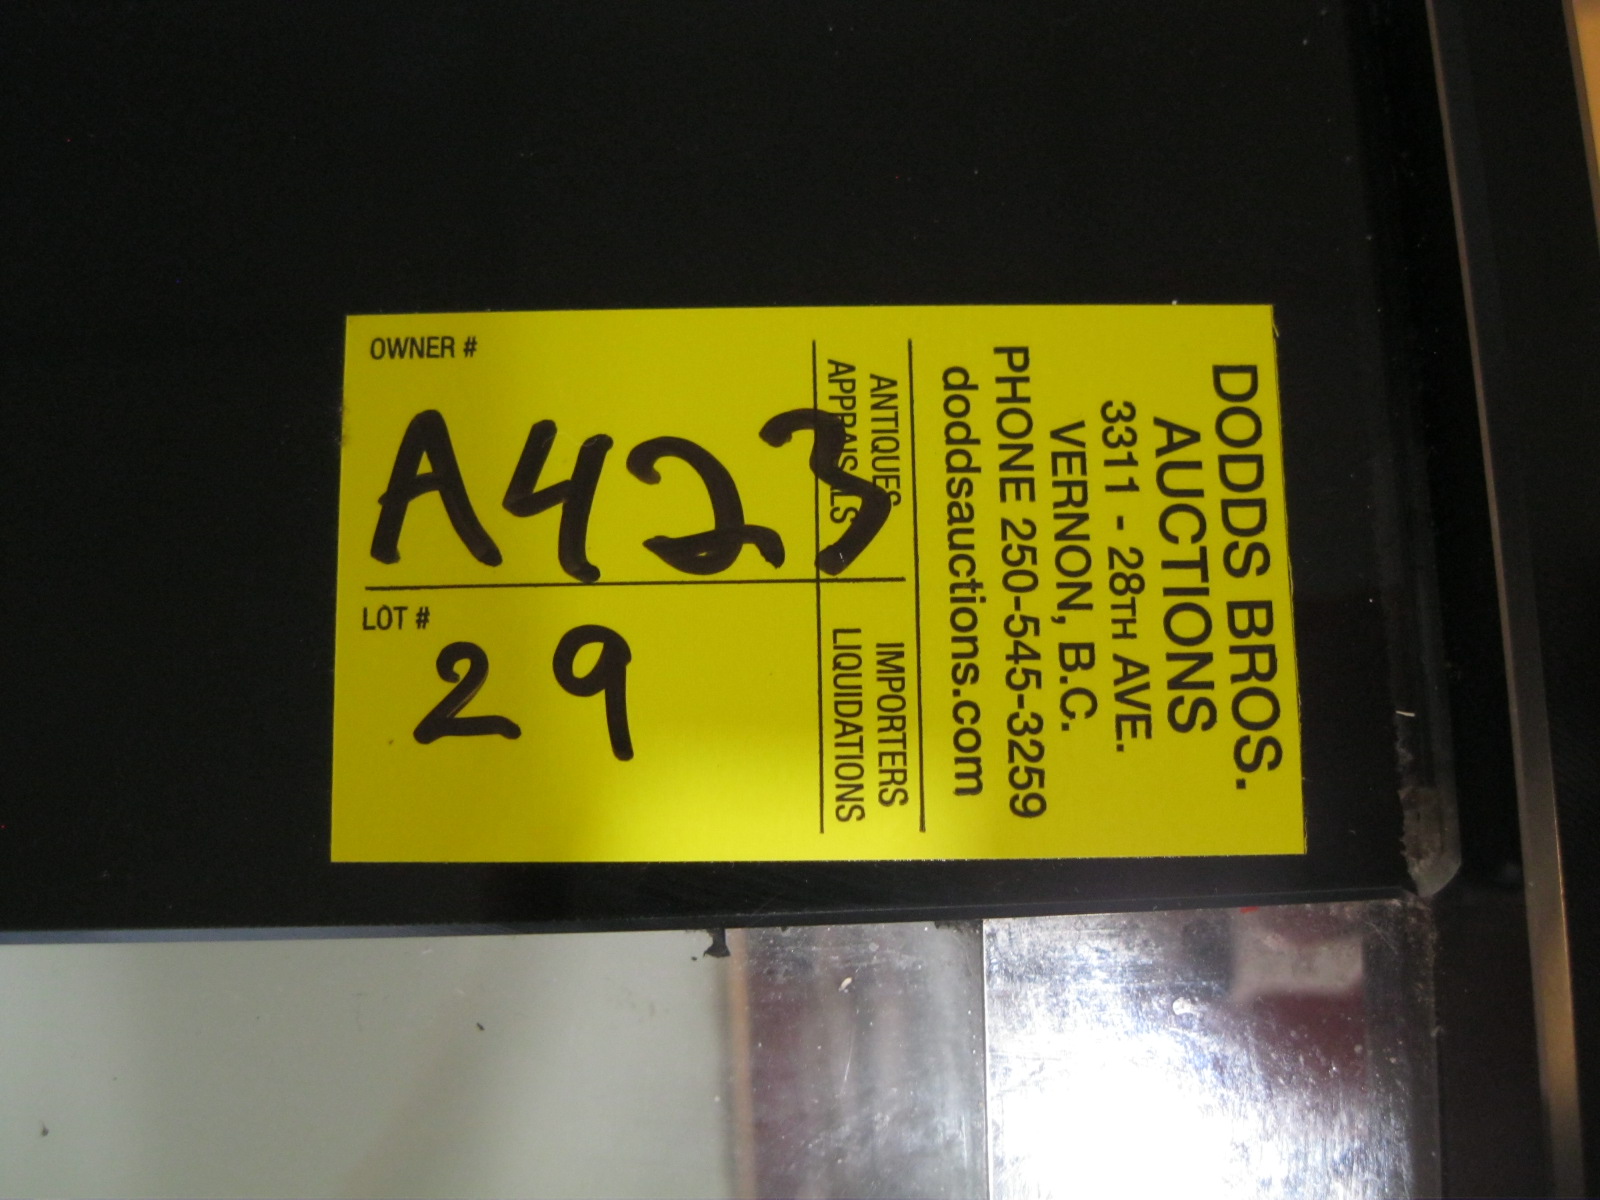 DODDS BROS.
AUCTIONS
3311 - 28TH AVE.
VERNON, B.C.
PHONE 250-545-3259
doddsauctions.com
ANTIQUES IMPORTERS
APPRAISALS LIQUIDATIONS
OWNER #
A423
LOT #
29